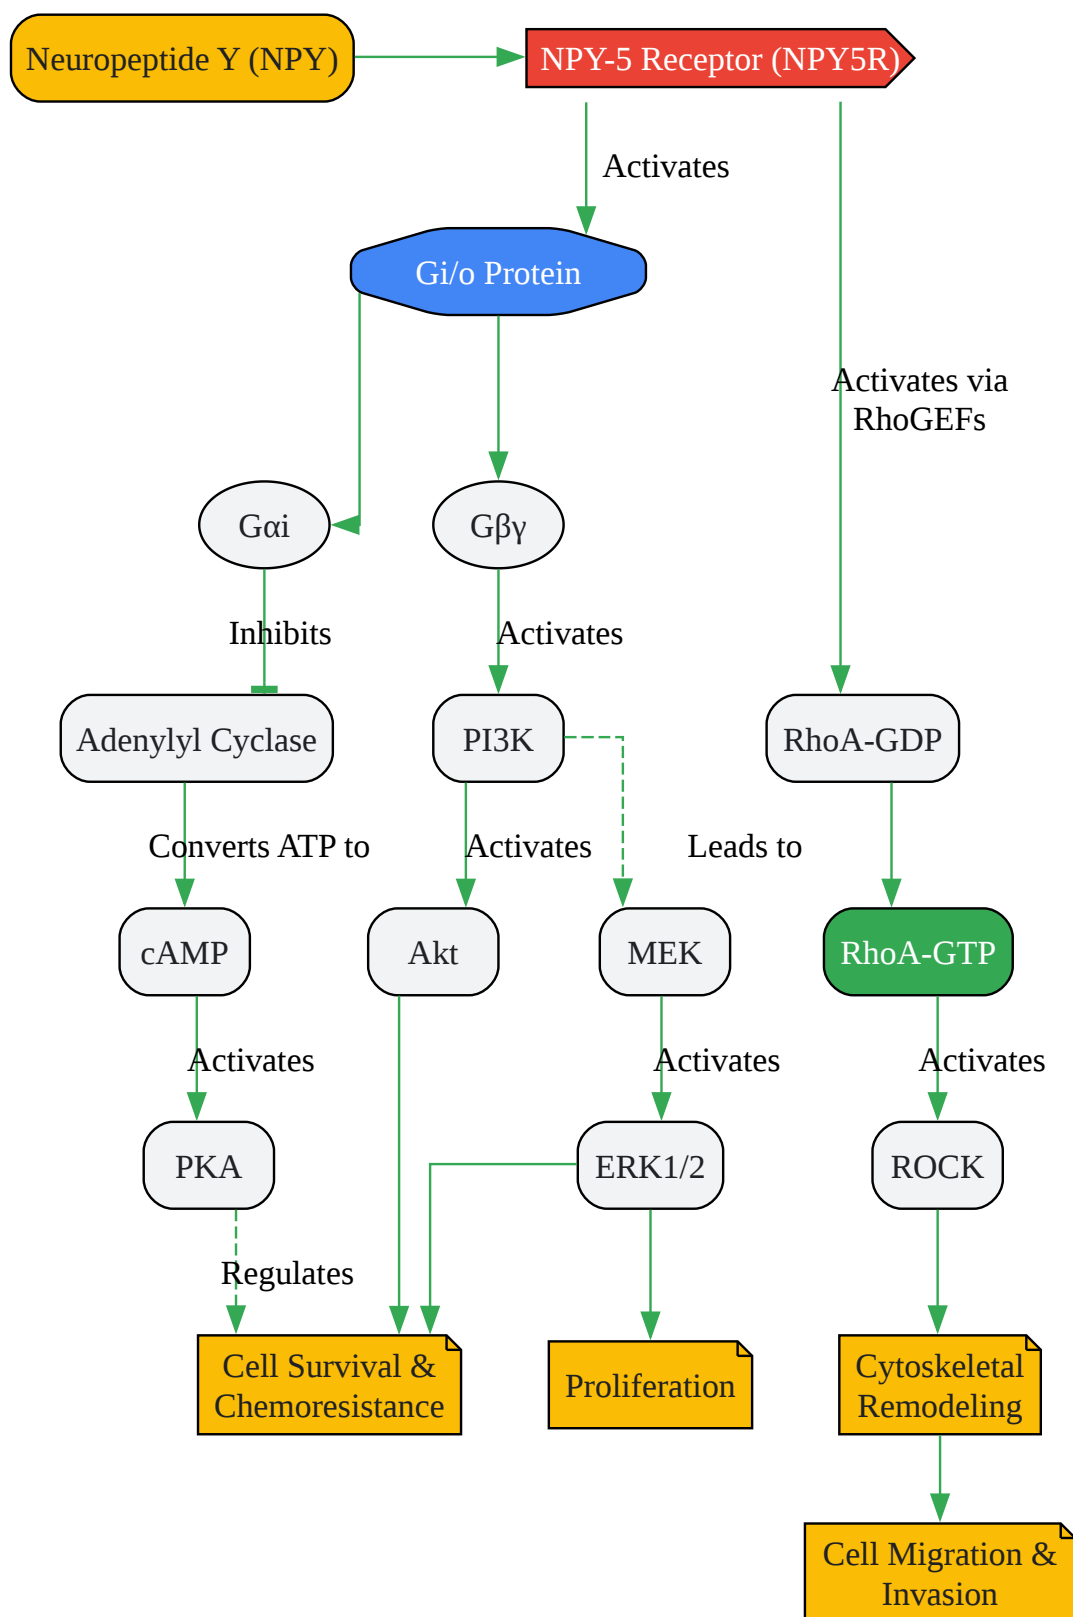 Neuropeptide Y (NPY)
NPY-5 Receptor (NPY5R)
Activates
Gi/o Protein
Activates via
RhoGEFs
Gαi
Gβγ
Inhibits
Activates
Adenylyl Cyclase
PI3K
RhoA-GDP
Converts ATP to
Activates
Leads to
cAMP
Akt
MEK
RhoA-GTP
Activates
Activates
Activates
PKA
ERK1/2
ROCK
Regulates
Cell Survival &
Chemoresistance
Proliferation
Cytoskeletal
Remodeling
Cell Migration &
Invasion